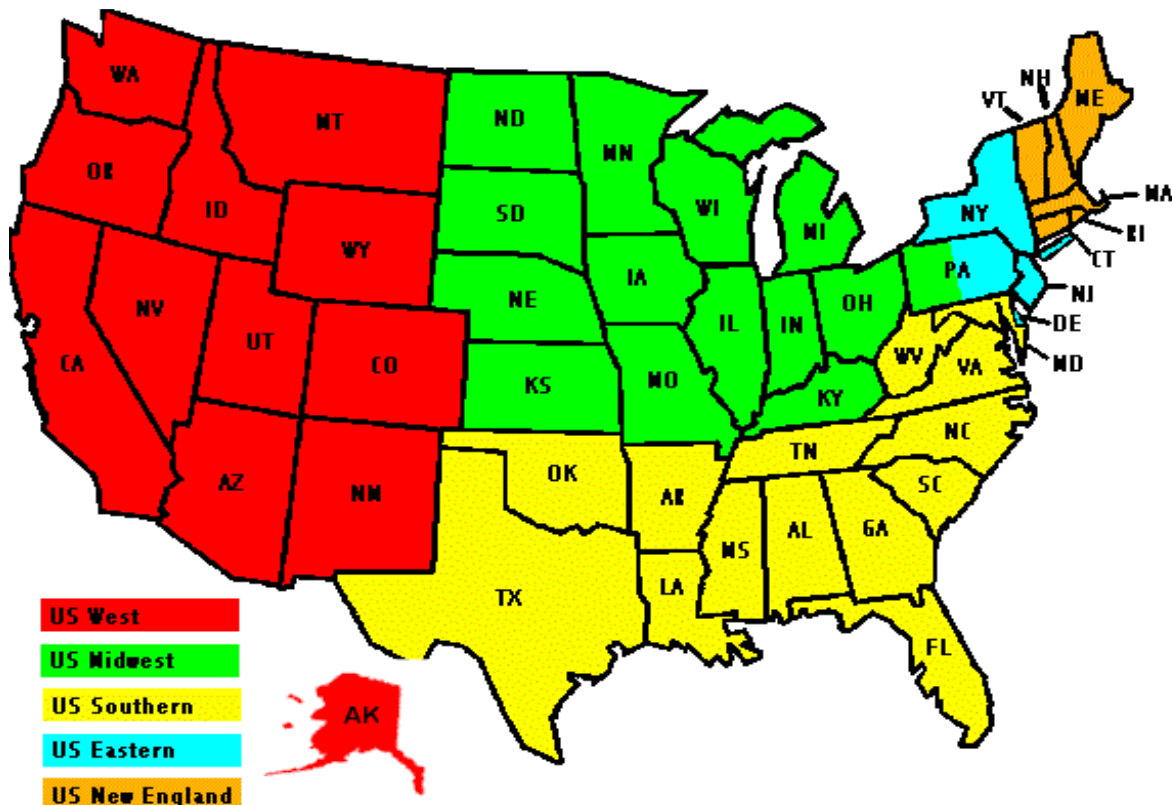 WA
MT
ND
MN
VT
NH
ME
OR
ID
SD
WI
MI
NY
MA
RI
CT
WY
IA
PA
NJ
NE
OH
DE
NV
UT
CO
IL
IN
WV
VA
MD
CA
KS
MO
KY
NC
TN
AZ
NM
OK
AR
SC
MS
AL
GA
TX
LA
FL
AK
US West
US Midwest
US Southern
US Eastern
US New England